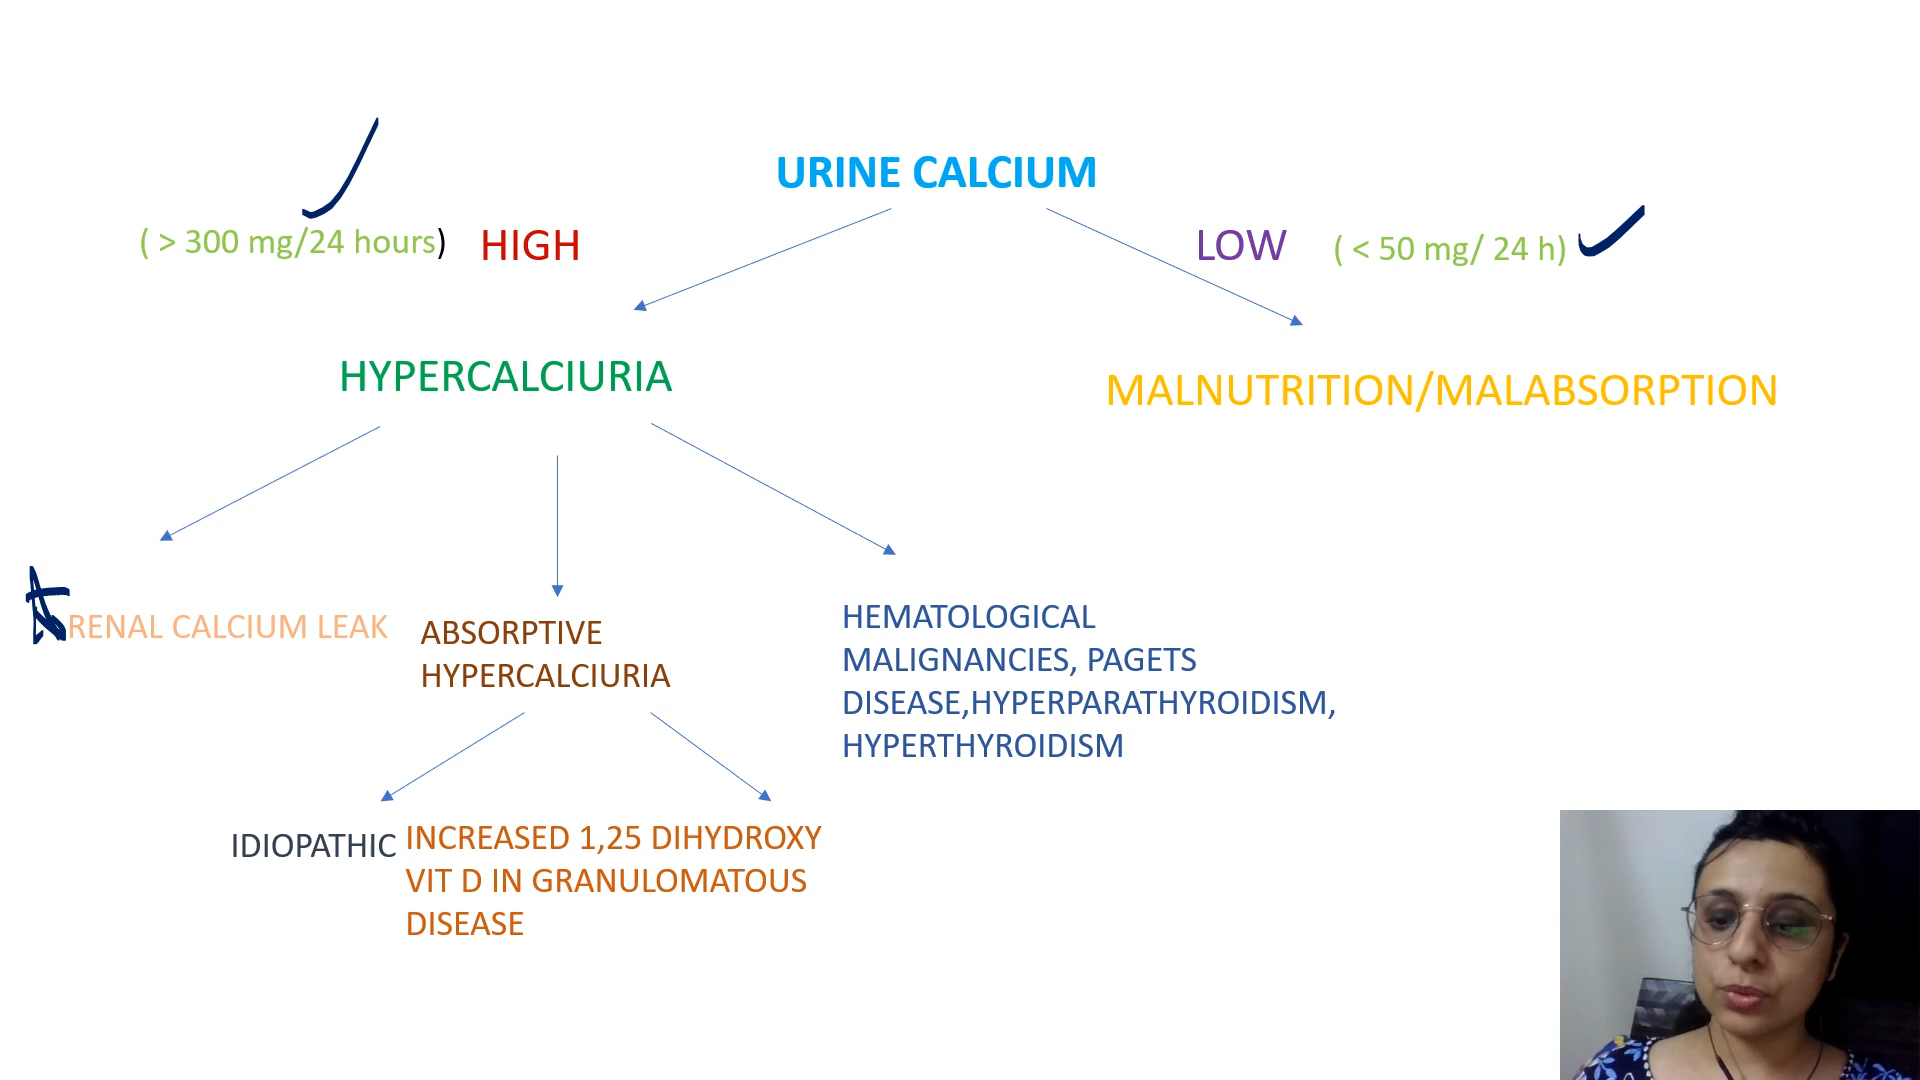 URINE CALCIUM
( > 300 mg/24 hours) HIGH
LOW ( < 50 mg/ 24 h)
HYPERCALCIURIA
MALNUTRITION/MALABSORPTION
RENAL CALCIUM LEAK
ABSORPTIVE
HYPERCALCIURIA
HEMATOLOGICAL
MALIGNANCIES, PAGETS
DISEASE,HYPERPARATHYROIDISM,
HYPERTHYROIDISM
IDIOPATHIC
INCREASED 1,25 DIHYDROXY
VIT D IN GRANULOMATOUS
DISEASE